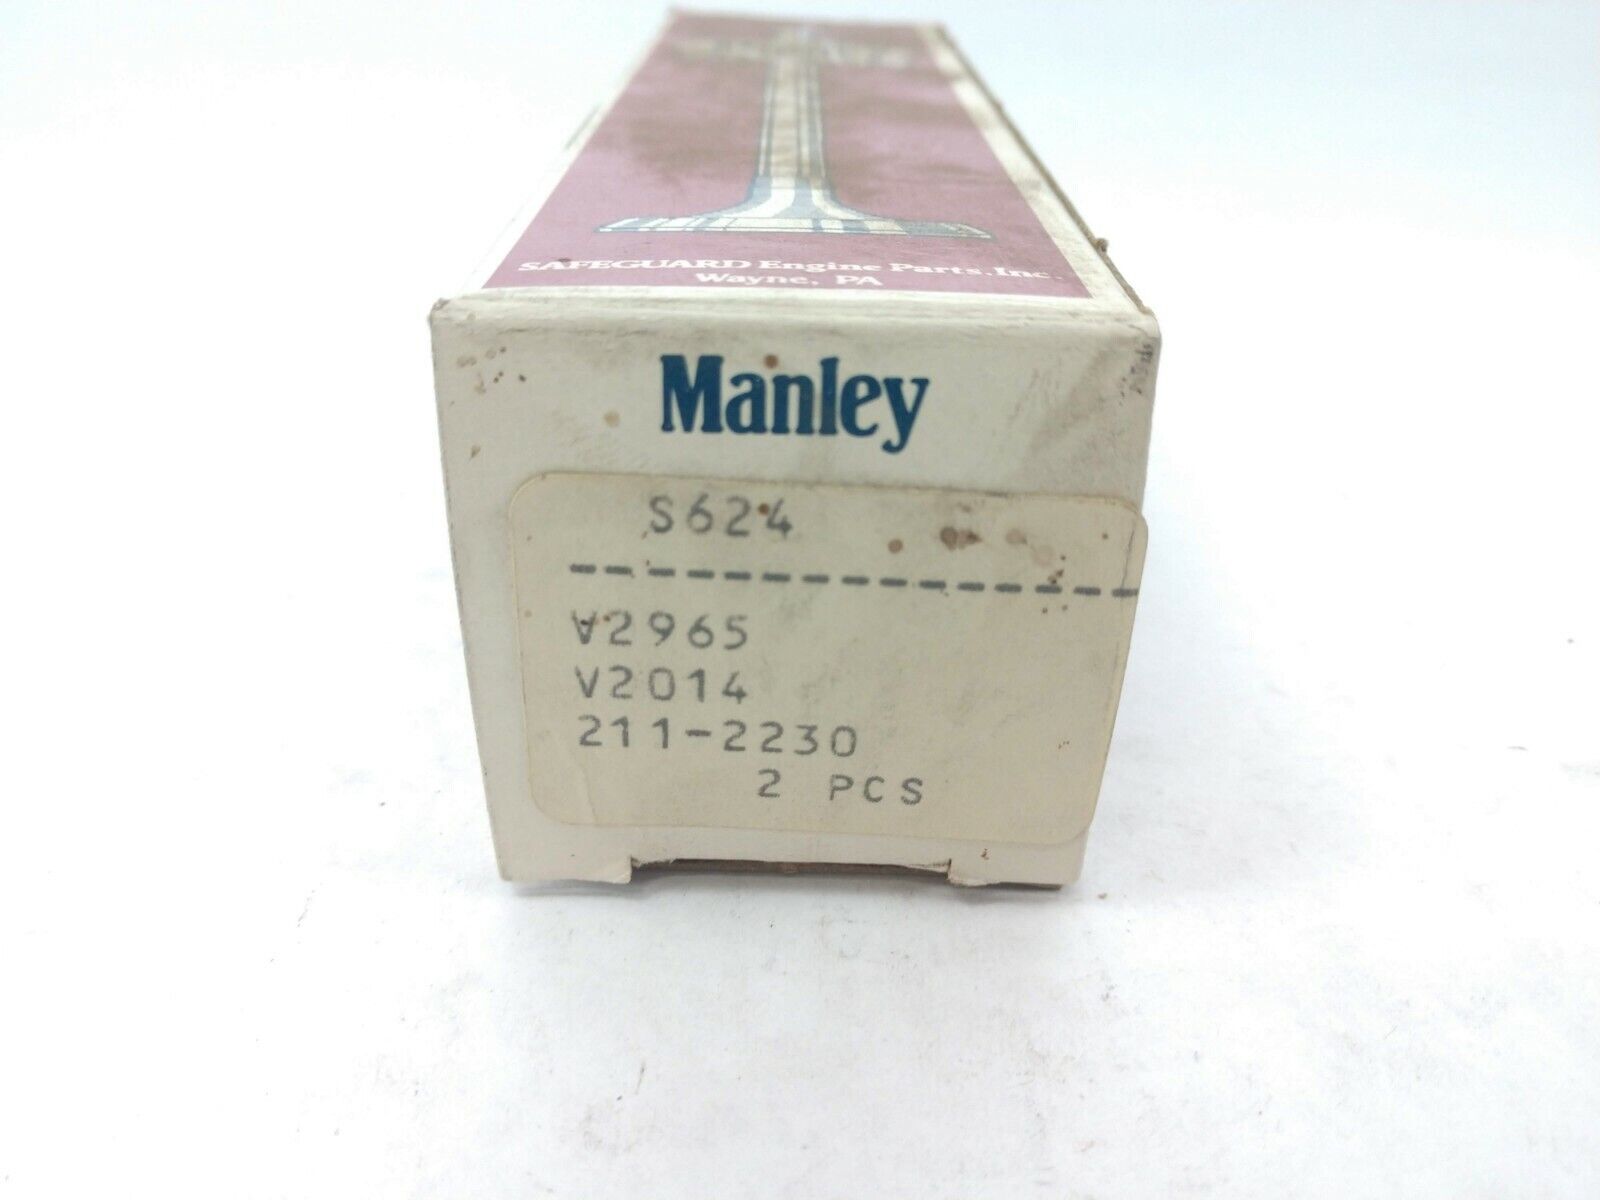 SAFEGUARD Engine Parts, Inc.
Wayne, PA
Manley
S624
V2965
V2014
211-2230
2 PCS